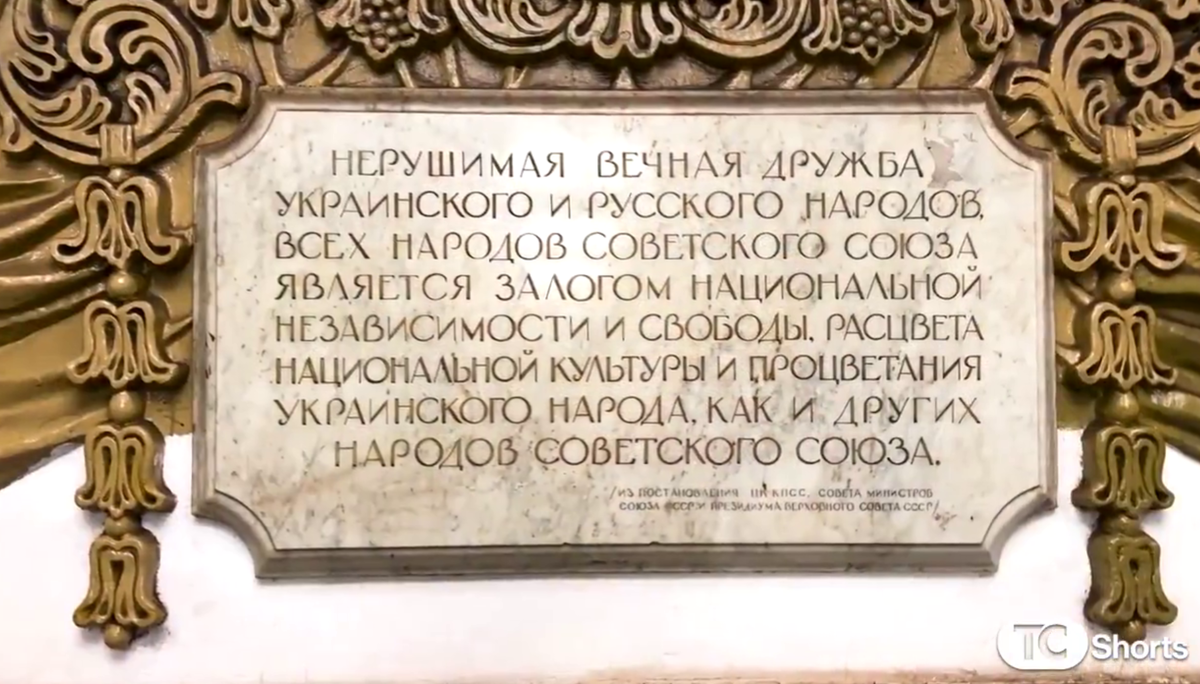 НЕРУШИМАЯ ВЕЧНАЯ ДРУЖБА
УКРАИНСКОГО И РУССКОГО НАРОДОВ,
ВСЕХ НАРОДОВ СОВЕТСКОГО СОЮЗА
ЯВЛЯЕТСЯ ЗАЛОГОМ НАЦИОНАЛЬНОЙ
НЕЗАВИСИМОСТИ И СВОБОДЫ, РАСЦВЕТА
НАЦИОНАЛЬНОЙ КУЛЬТУРЫ И ПРОЦВЕТАНИЯ
УКРАИНСКОГО НАРОДА, КАК И ДРУГИХ
НАРОДОВ СОВЕТСКОГО СОЮЗА.
/ИЗ ПОСТАНОВЛЕНИЯ ЦК КПСС, СОВЕТА МИНИСТРОВ
СОЮЗА ССР И ПРЕЗИДИУМА ВЕРХОВНОГО СОВЕТА СССР/
TC Shorts